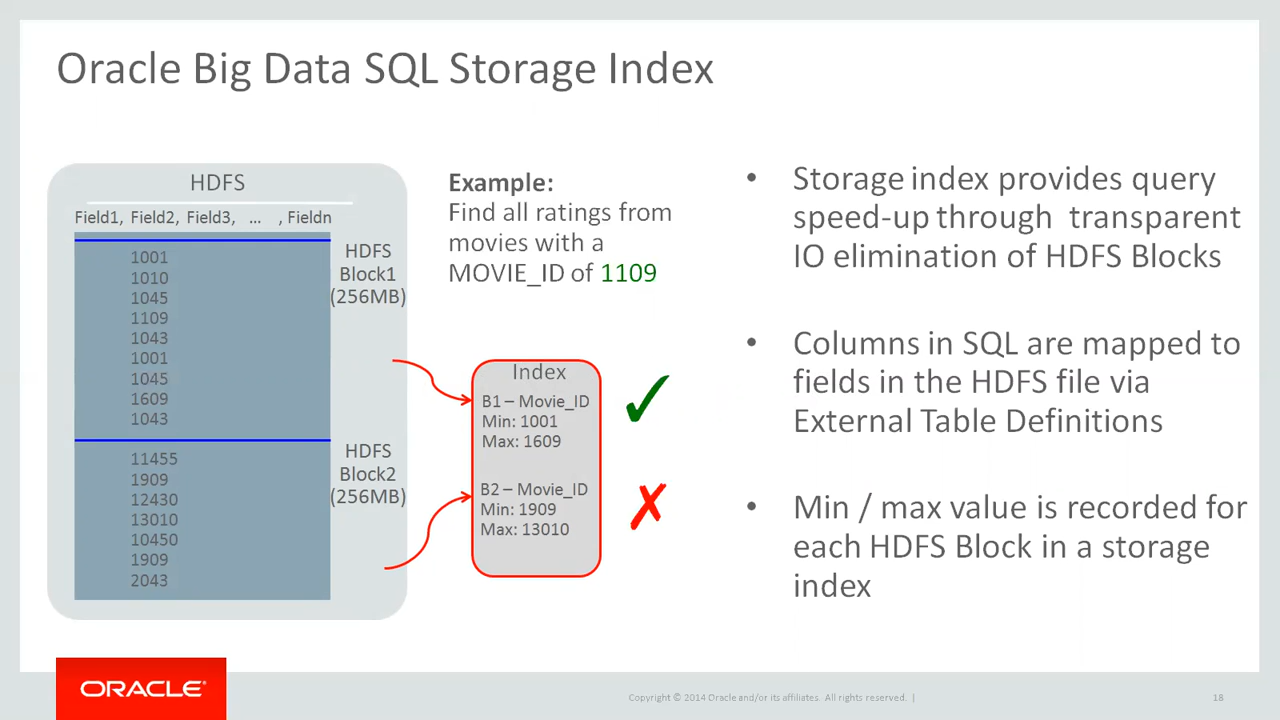 Oracle Big Data SQL Storage Index
HDFS
Field1, Field2, Field3, ... , Fieldn
1001
1010
1045
1109
1043
1001
1045
1609
1043
HDFS
Block1
(256MB)
11455
1909
12430
13010
10450
1909
2043
HDFS
Block2
(256MB)
Example:
Find all ratings from
movies with a
MOVIE_ID of 1109
Index
B1 – Movie_ID
Min: 1001
Max: 1609
✓
B2 – Movie_ID
Min: 1909
Max: 13010
✗
• Storage index provides query
speed-up through transparent
IO elimination of HDFS Blocks
• Columns in SQL are mapped to
fields in the HDFS file via
External Table Definitions
• Min / max value is recorded for
each HDFS Block in a storage
index
ORACLE®
Copyright © 2014 Oracle and/or its affiliates. All rights reserved. |
18